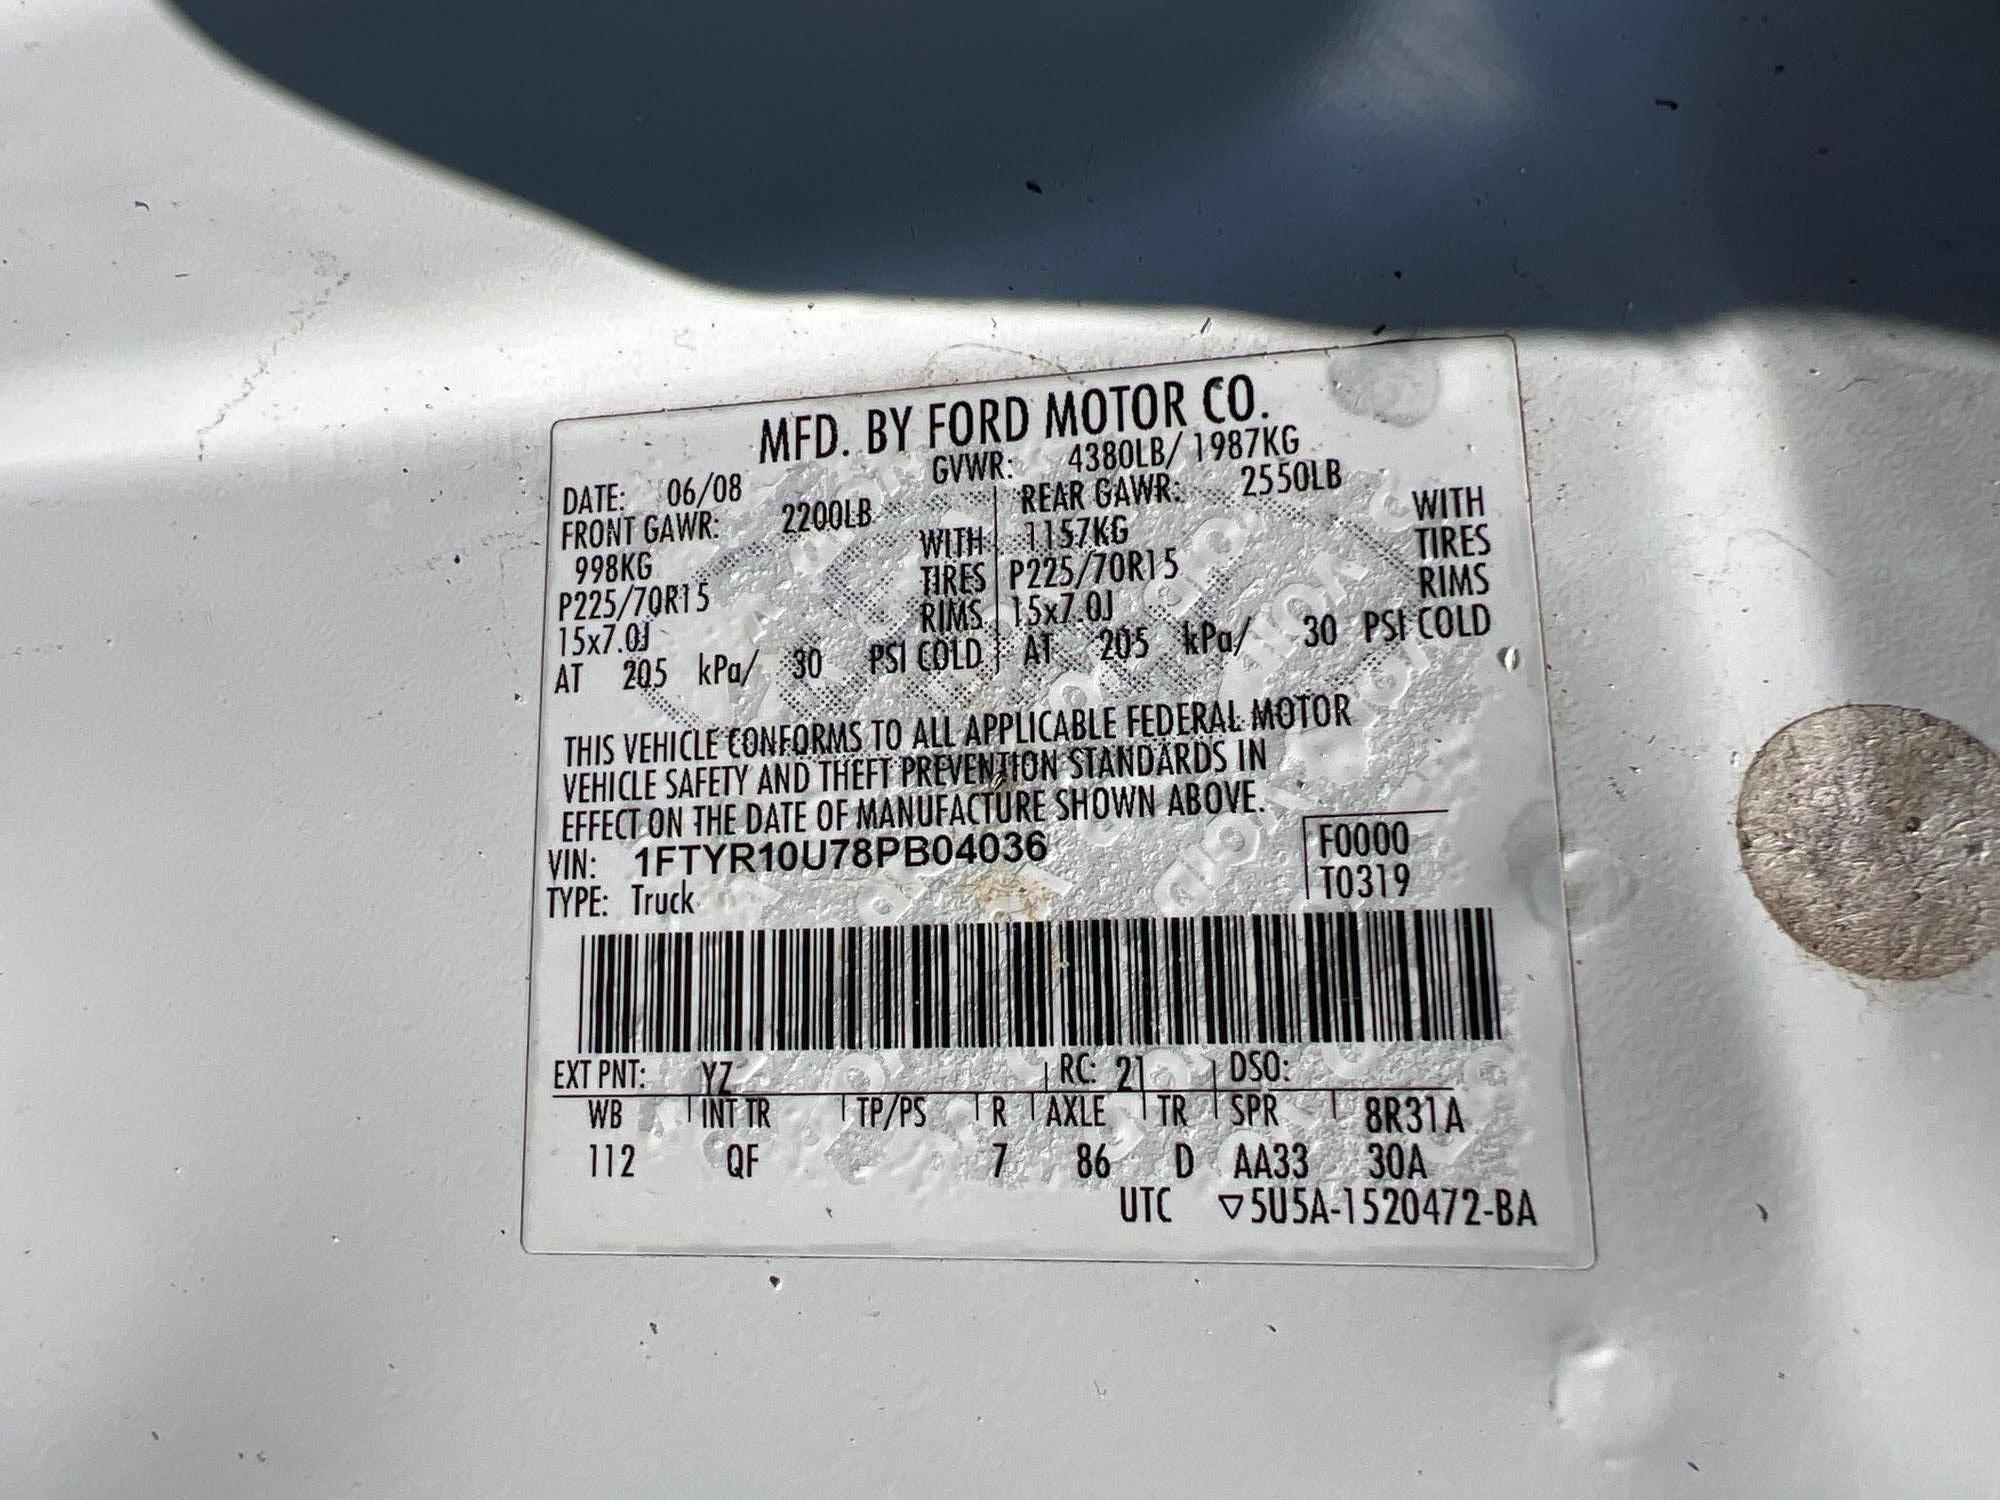 MFD. BY FORD MOTOR CO.
DATE: 06/08 GVWR: 4380LB/ 1987KG
FRONT GAWR: 2200LB REAR GAWR: 2550LB
998KG WITH 1157KG WITH
P225/70R15 TIRES P225/70R15 TIRES
15x7.0J RIMS 15x7.0J RIMS
AT 205 kPa/ 30 PSI COLD AT 205 kPa/ 30 PSI COLD
THIS VEHICLE CONFORMS TO ALL APPLICABLE FEDERAL MOTOR
VEHICLE SAFETY AND THEFT PREVENTION STANDARDS IN
EFFECT ON THE DATE OF MANUFACTURE SHOWN ABOVE.
VIN: 1FTYR10U78PB04036 F0000
TYPE: Truck T0319
EXT PNT: YZ RC: 21 DSO:
WB INT TR TP/PS R AXLE TR SPR 8R31A
112 QF 7 86 D AA33 30A
UTC ▽5U5A-1520472-BA